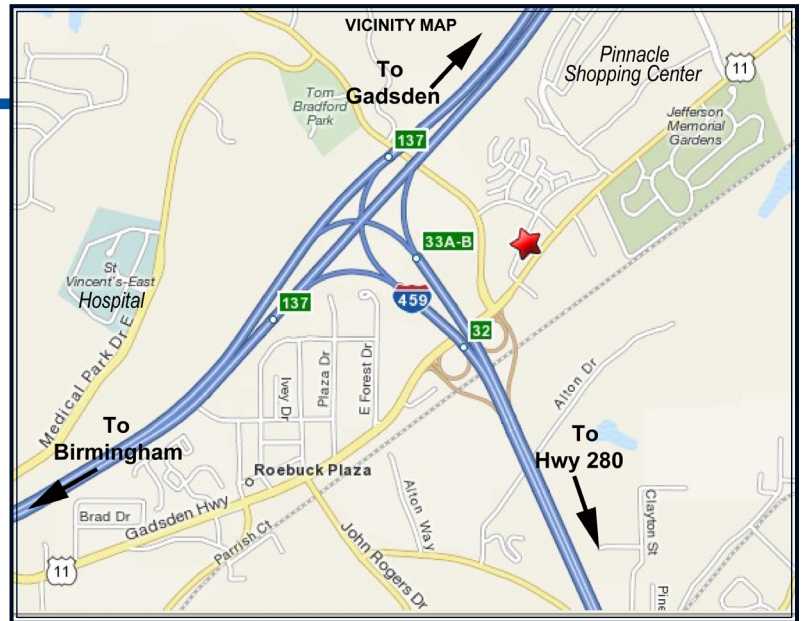 VICINITY MAP
To
Gadsden
Pinnacle
Shopping Center
11
Tom
Bradford
Park
137
Jefferson
Memorial
Gardens
33A-B
St
Vincent's-East
Hospital
137
459
32
Medical Park Dr E
Ivey Dr
Plaza Dr
E Forest Dr
Alton Dr
To
Birmingham
To
Hwy 280
Roebuck Plaza
Brad Dr
Gadsden Hwy
Alton Way
Clayton St
Parrish Ct
John Rogers Dr
11
Pine